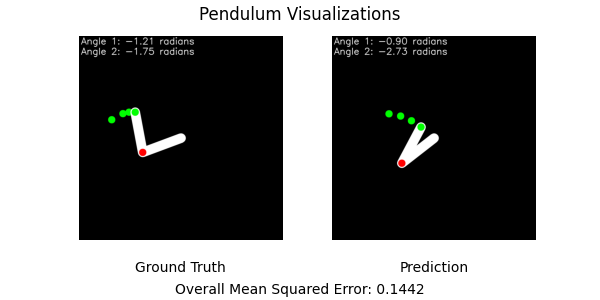 Pendulum Visualizations
Angle 1: −1.21 radians
Angle 2: −1.75 radians
Angle 1: −0.90 radians
Angle 2: −2.73 radians
Ground Truth
Prediction
Overall Mean Squared Error: 0.1442